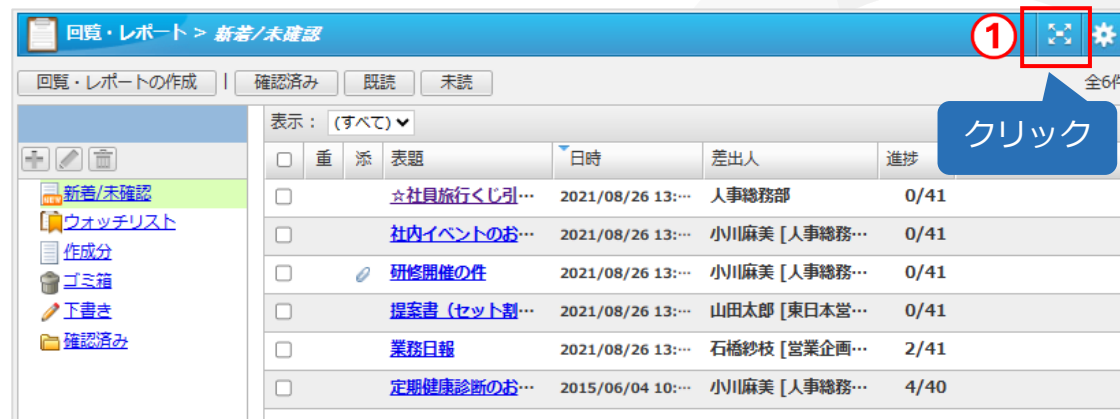 回覧・レポート > 新着/未確認
①
回覧・レポートの作成 | 確認済み 既読 未読 全6件
クリック
表示： (すべて)
重 添 表題 日時 差出人 進捗
新着/未確認
ウォッチリスト
作成分
ゴミ箱
下書き
確認済み
☆社員旅行くじ引… 2021/08/26 13:… 人事総務部 0/41
社内イベントのお… 2021/08/26 13:… 小川麻美 [人事総務… 0/41
研修開催の件 2021/08/26 13:… 小川麻美 [人事総務… 0/41
提案書（セット割… 2021/08/26 13:… 山田太郎 [東日本営… 0/41
業務日報 2021/08/26 13:… 石橋紗枝 [営業企画… 2/41
定期健康診断のお… 2015/06/04 10:… 小川麻美 [人事総務… 4/40